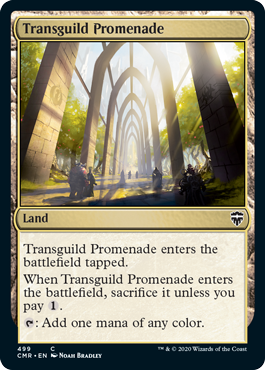 Transguild Promenade
Land
Transguild Promenade enters the
battlefield tapped.
When Transguild Promenade enters
the battlefield, sacrifice it unless you
pay 1.
: Add one mana of any color.
499 C
CMR • EN Noah Bradley
™ & © 2020 Wizards of the Coast